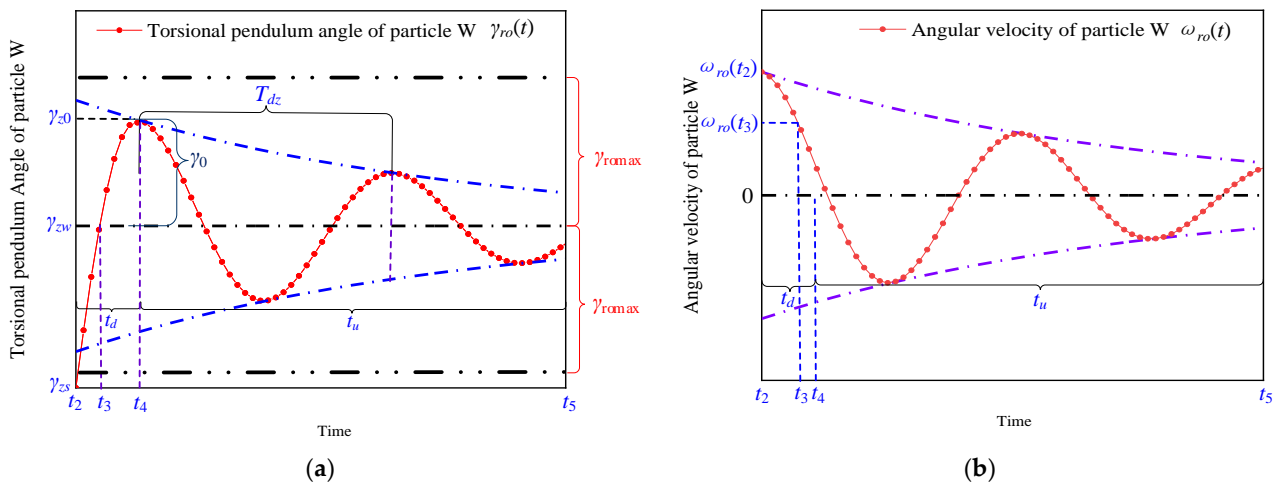 Torsional pendulum angle of particle W γro(t)
Torsional pendulum Angle of particle W
γz0
γzw
γzs
Tdz
γ0
γromax
γromax
td
tu
t2
t3
t4
t5
Time
(a)
Angular velocity of particle W ωro(t)
Angular velocity of particle W
ωro(t2)
ωro(t3)
0
td
tu
t2
t3
t4
t5
Time
(b)